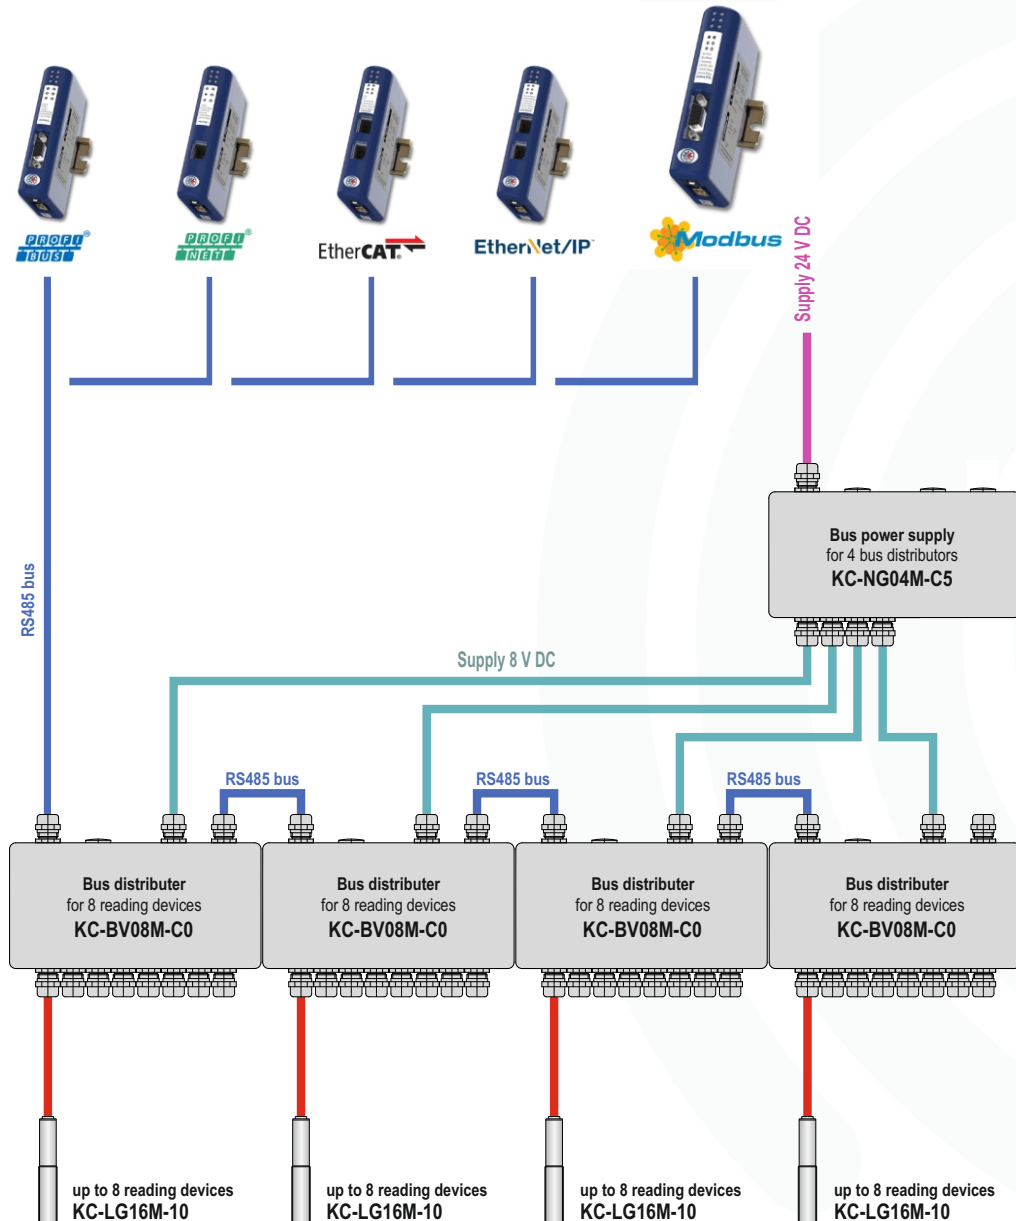 PROFI®
BUS
PROFI®
NET
EtherCAT®
EtherNet/IP™
Modbus
Supply 24 V DC
Bus power supply
for 4 bus distributors
KC-NG04M-C5
RS485 bus
Supply 8 V DC
RS485 bus
RS485 bus
RS485 bus
Bus distributer
for 8 reading devices
KC-BV08M-C0
Bus distributer
for 8 reading devices
KC-BV08M-C0
Bus distributer
for 8 reading devices
KC-BV08M-C0
Bus distributer
for 8 reading devices
KC-BV08M-C0
up to 8 reading devices
KC-LG16M-10
up to 8 reading devices
KC-LG16M-10
up to 8 reading devices
KC-LG16M-10
up to 8 reading devices
KC-LG16M-10